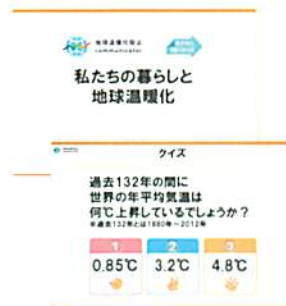 地球温暖化防止
communicator
私たちの暮らしと
地球温暖化
クイズ
過去132年の間に
世界の年平均気温は
何℃上昇しているでしょうか？
※過去132年とは1880年～2012年
1 2 3
0.85℃ 3.2℃ 4.8℃